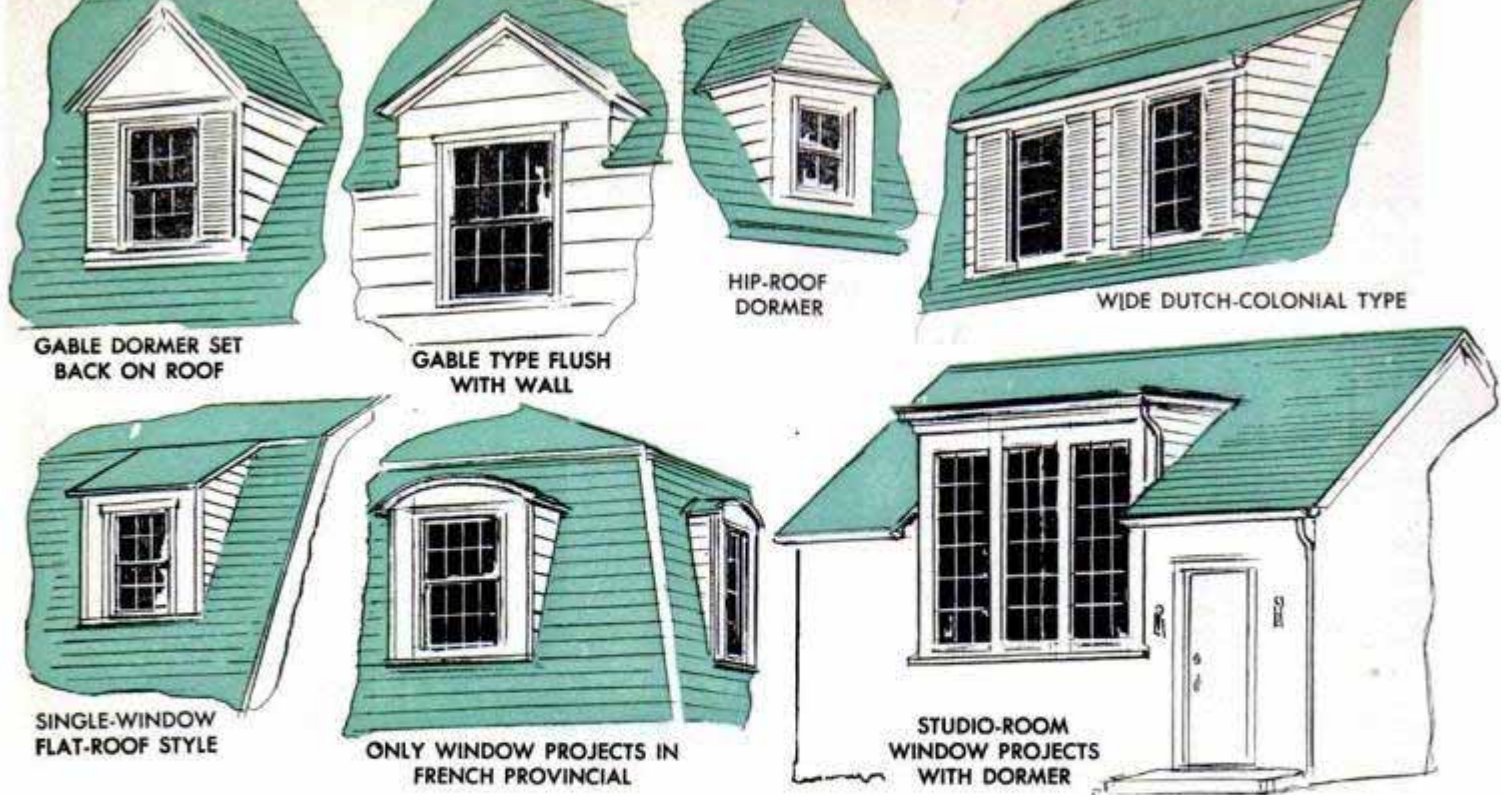 GABLE DORMER SET
BACK ON ROOF
GABLE TYPE FLUSH
WITH WALL
HIP-ROOF
DORMER
WIDE DUTCH-COLONIAL TYPE
SINGLE-WINDOW
FLAT-ROOF STYLE
ONLY WINDOW PROJECTS IN
FRENCH PROVINCIAL
STUDIO-ROOM
WINDOW PROJECTS
WITH DORMER